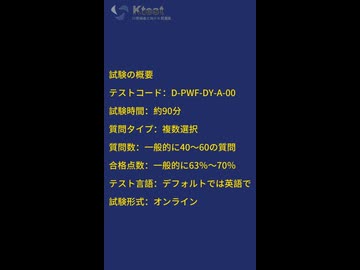 Ktest
試験の概要
テストコード：D-PWF-DY-A-00
試験時間：約90分
質問タイプ：複数選択
質問数：一般的に40～60の質問
合格点数：一般的に63%～70%
テスト言語：デフォルトでは英語で
試験形式：オンライン